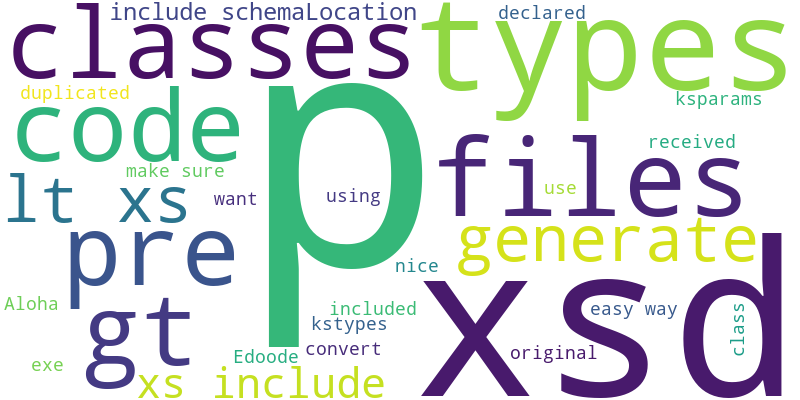 include schemaLocation
declared
classes
types
duplicated
ksparams
code
p
files
received
make sure
lt xs
want
using
use
pre
generate
nice
Aloha
included
easy way
class
gt
kstypes
xsd
Edoode
convert
original
exe
xs include